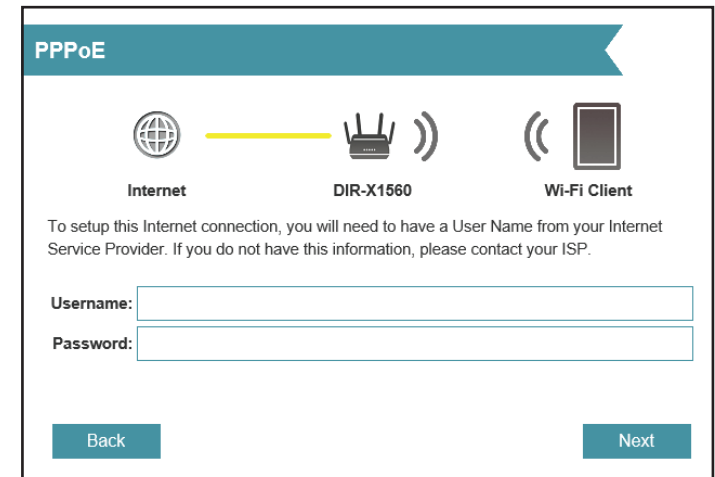 PPPoE
Internet DIR-X1560 Wi-Fi Client
To setup this Internet connection, you will need to have a User Name from your Internet
Service Provider. If you do not have this information, please contact your ISP.
Username:
Password:
Back Next